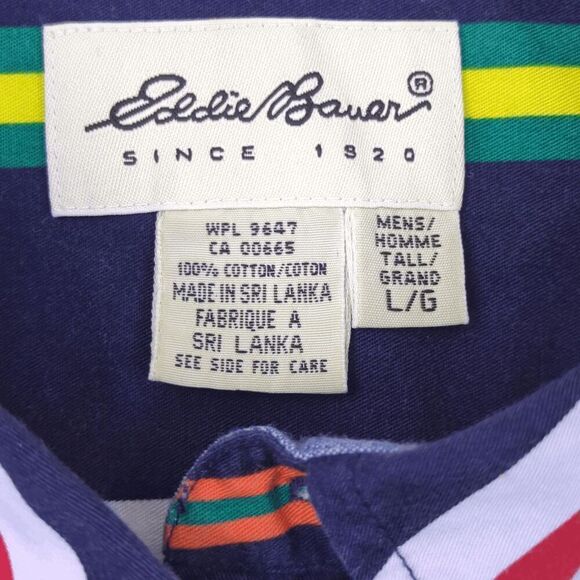 Eddie Bauer ®
SINCE 1920
WPL 9647
CA 00665
100% COTTON/COTON
MADE IN SRI LANKA
FABRIQUE A
SRI LANKA
SEE SIDE FOR CARE
MENS/
HOMME
TALL/
GRAND
L/G